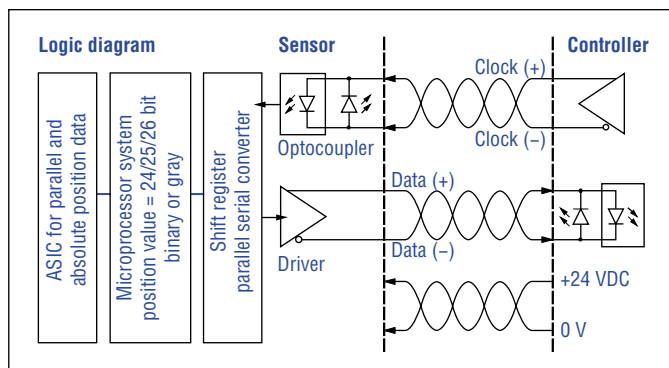 Logic diagram
Sensor
Controller
ASIC for parallel and
absolute position data
Microprocessor system
position value = 24/25/26 bit
binary or gray
Shift register
parallel serial converter
Optocoupler
Driver
Clock (+)
Clock (−)
Data (+)
Data (−)
+24 VDC
0 V